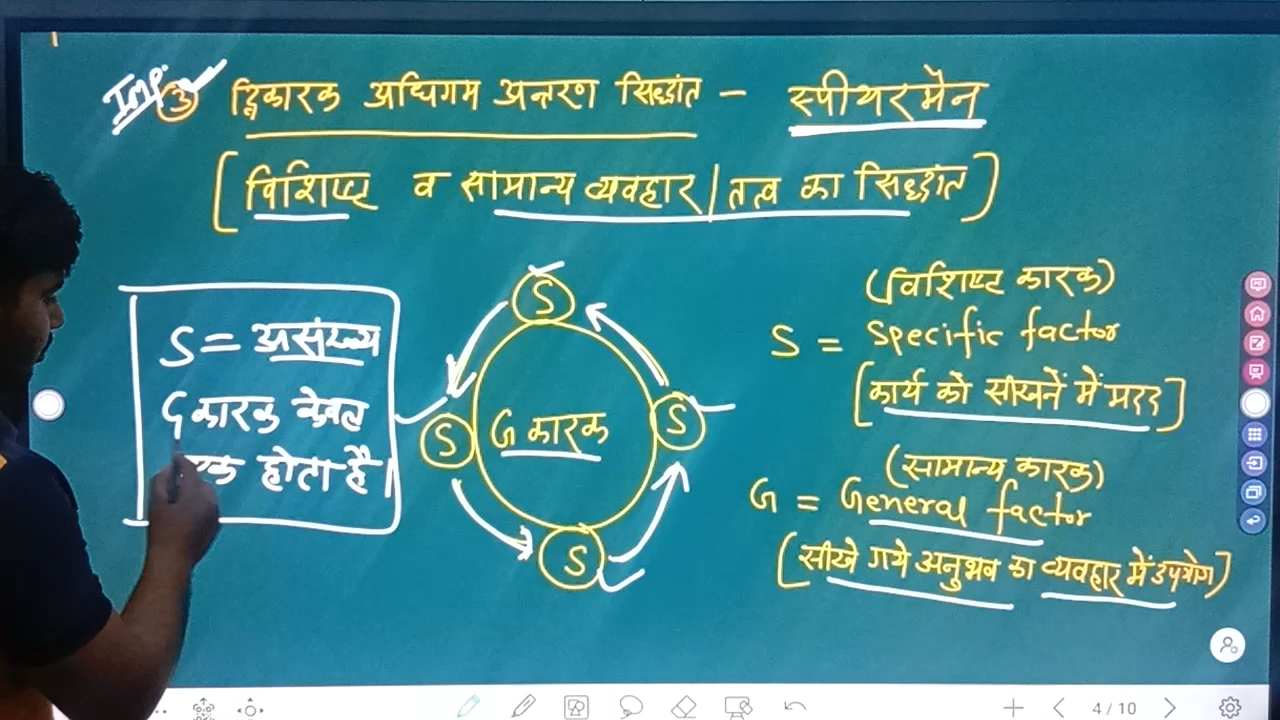 Imp.
③ द्विकारक अधिगम अन्तरण सिद्धांत - स्पीयरमैन
[विशिष्ट व सामान्य व्यवहार/तत्व का सिद्धांत]
S = असंख्य
G कारक केवल
एक होता है।
S
S
G कारक
S
S
(विशिष्ट कारक)
S = Specific factor
[कार्य को सीखनें में मदद]
(सामान्य कारक)
G = General factor
(सीखे गये अनुभव का व्यवहार में उपयोग)
4/10